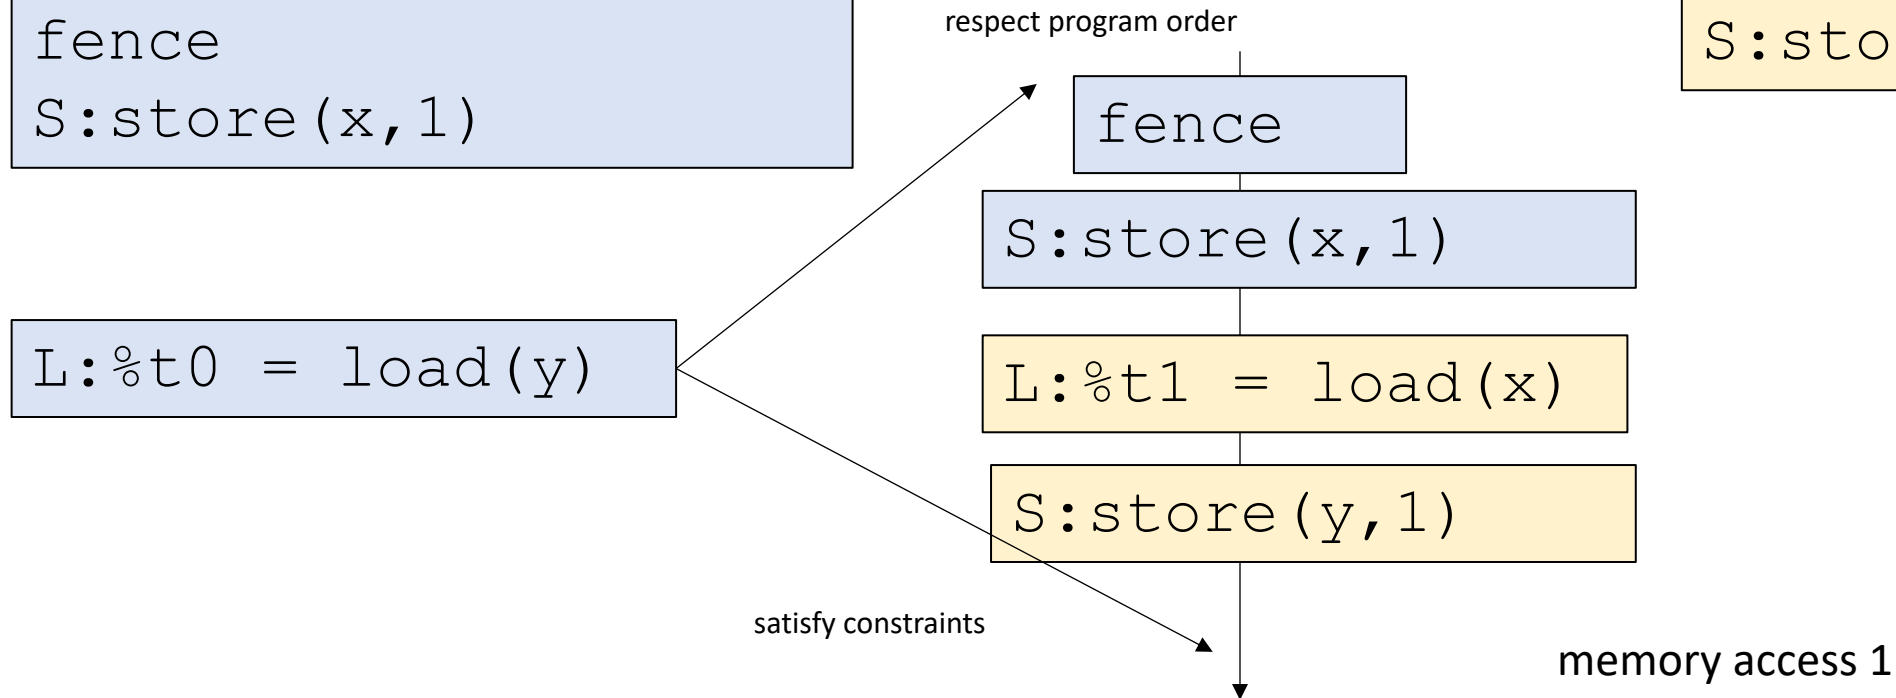 fence
S:store(x,1)
L:%t0 = load(y)
respect program order
fence
S:store(x,1)
L:%t1 = load(x)
S:store(y,1)
satisfy constraints
S:sto
memory access 1